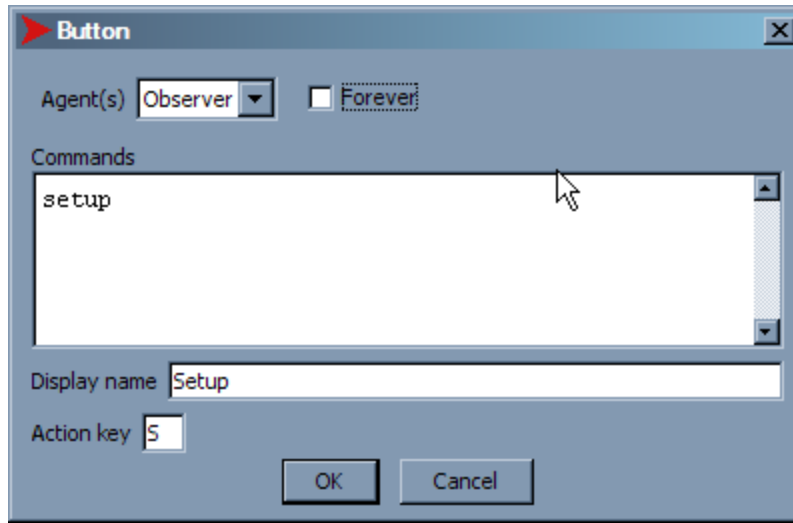 Button
Agent(s) Observer Forever
Commands
setup
Display name Setup
Action key S
OK Cancel